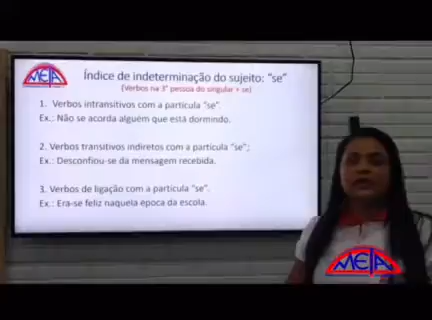 META
Índice de indeterminação do sujeito: "se"
(Verbos na 3ª pessoa do singular + se)
1. Verbos intransitivos com a partícula "se".
Ex.: Não se acorda alguém que está dormindo.
2. Verbos transitivos indiretos com a partícula "se";
Ex.: Desconfiou-se da mensagem recebida.
3. Verbos de ligação com a partícula "se".
Ex.: Era-se feliz naquela época da escola.
META